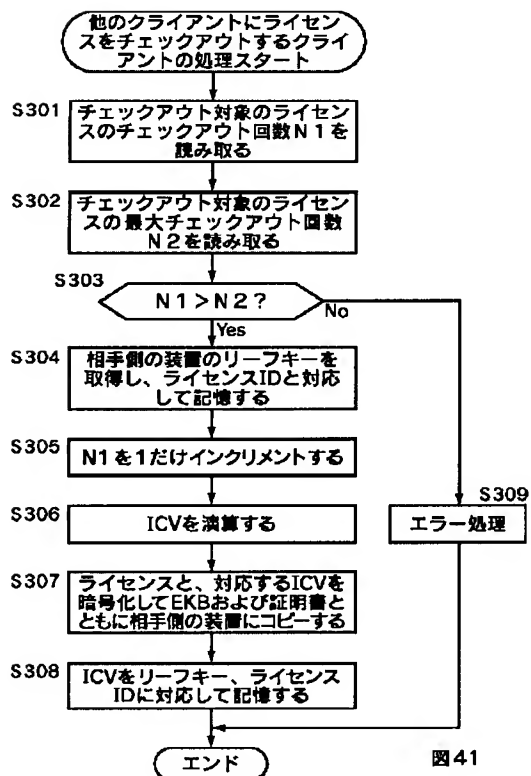 他のクライアントにライセン
スをチェックアウトするクライ
アントの処理スタート
S301
チェックアウト対象のライセン
スのチェックアウト回数N1を
読み取る
S302
チェックアウト対象のライセン
スの最大チェックアウト回数
N2を読み取る
S303
N1>N2?
No
Yes
S304
相手側の装置のリーフキーを
取得し、ライセンスIDと対応
して記憶する
S305
N1を1だけインクリメントする
S309
エラー処理
S306
ICVを演算する
S307
ライセンスと、対応するICVを
暗号化してEKBおよび証明書と
ともに相手側の装置にコピーする
S308
ICVをリーフキー、ライセンス
IDに対応して記憶する
エンド
図41